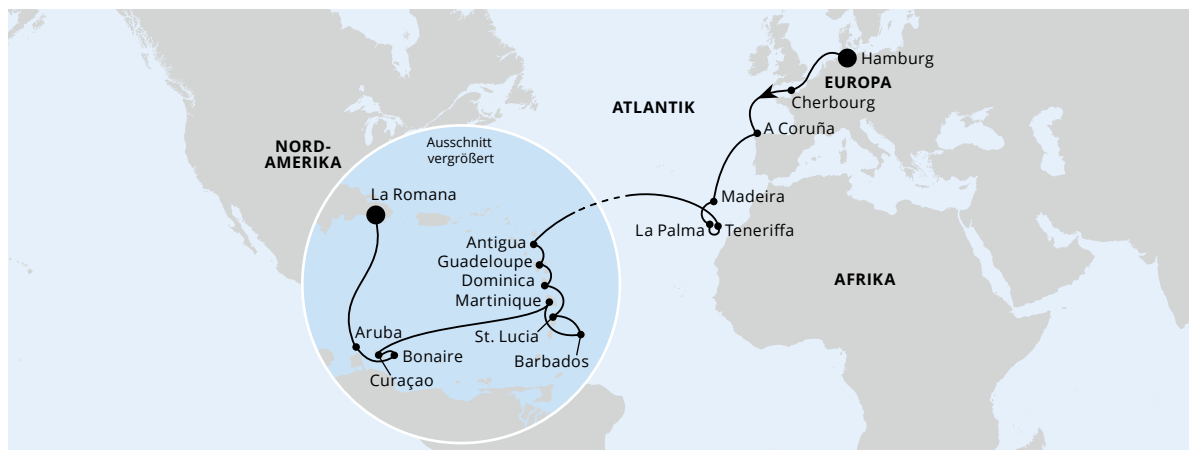 Hamburg
EUROPA
Cherbourg
ATLANTIK
A Coruña
NORD-
AMERIKA
Ausschnitt
vergrößert
La Romana
Madeira
La Palma
Teneriffa
Antigua
Guadeloupe
Dominica
Martinique
AFRIKA
St. Lucia
Aruba
Bonaire
Barbados
Curaçao